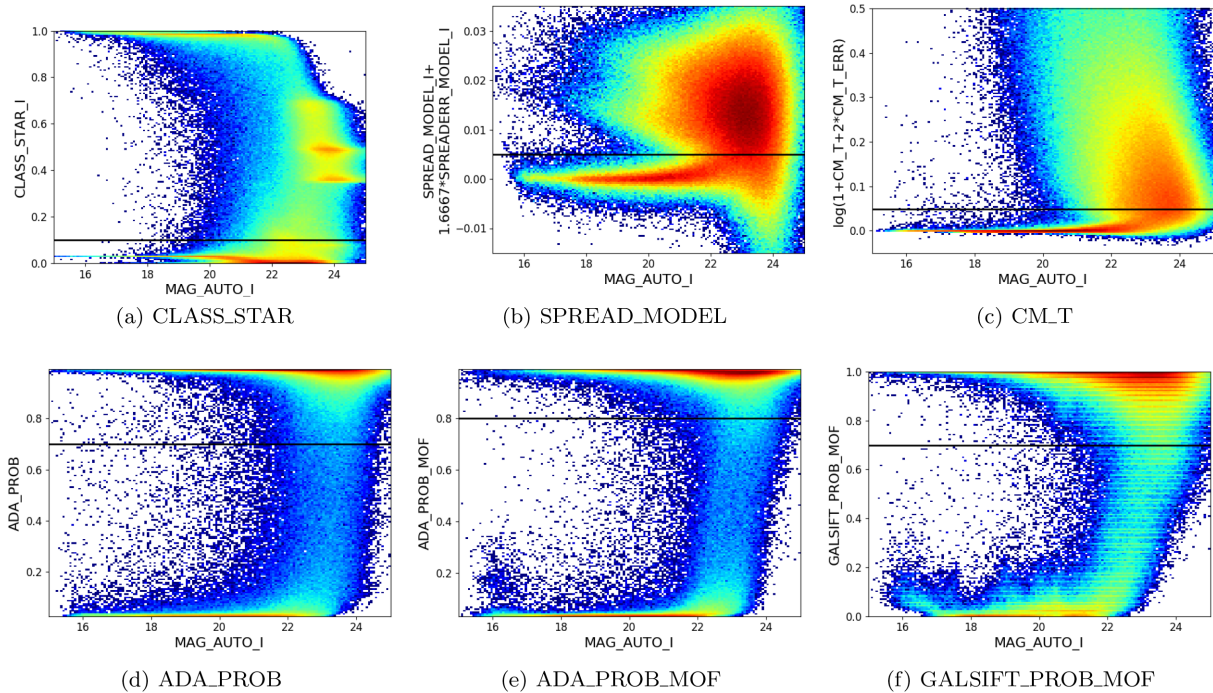 1.0
0.8
0.6
0.4
0.2
0.0
CLASS_STAR_I
16 18 20 22 24
MAG_AUTO_I
(a) CLASS_STAR
0.03
0.02
0.01
0.00
−0.01
SPREAD_MODEL_I+
1.6667*SPREADERR_MODEL_I
16 18 20 22 24
MAG_AUTO_I
(b) SPREAD_MODEL
0.5
0.4
0.3
0.2
0.1
0.0
log(1+CM_T+2*CM_T_ERR)
16 18 20 22 24
MAG_AUTO_I
(c) CM_T
0.8
0.6
0.4
0.2
ADA_PROB
16 18 20 22 24
MAG_AUTO_I
(d) ADA_PROB
0.8
0.6
0.4
0.2
ADA_PROB_MOF
16 18 20 22 24
MAG_AUTO_I
(e) ADA_PROB_MOF
1.0
0.8
0.6
0.4
0.2
0.0
GALSIFT_PROB_MOF
16 18 20 22 24
MAG_AUTO_I
(f) GALSIFT_PROB_MOF